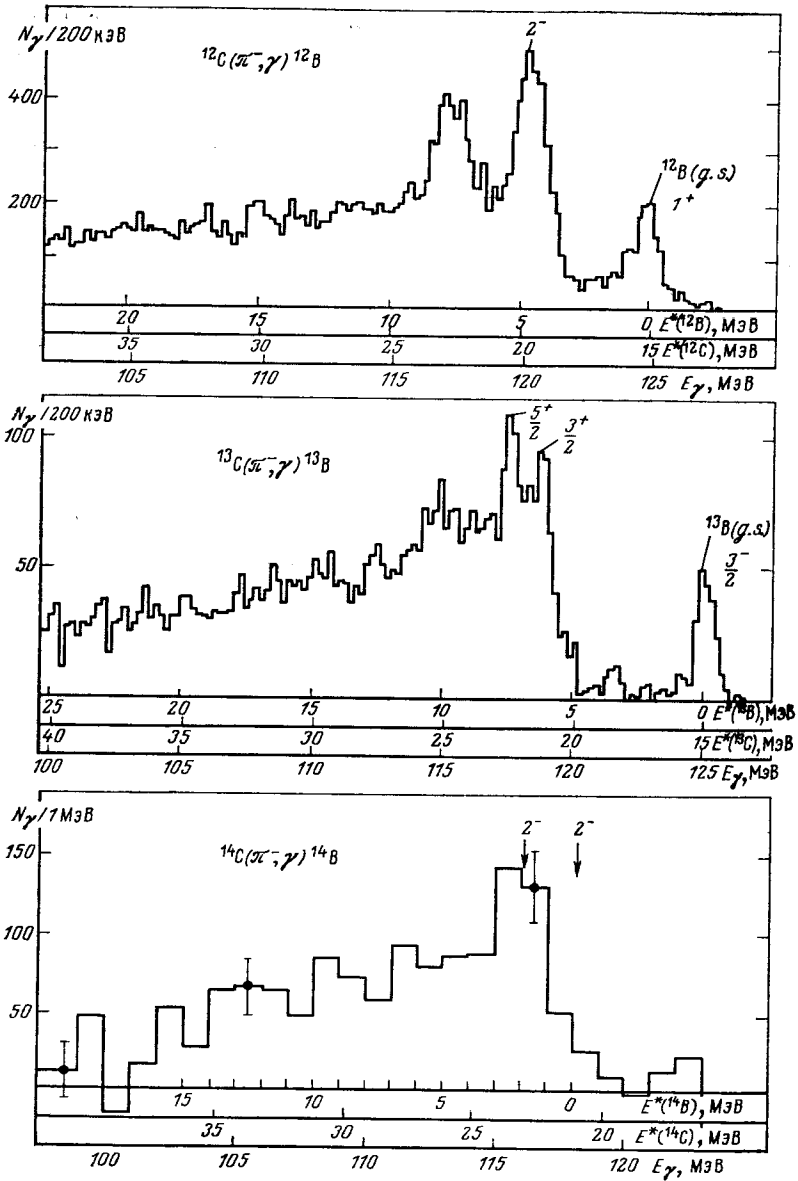 Nγ/200 кэВ
¹²C(π⁻,γ)¹²B
2⁻
400
¹²B(g.s.)
1⁺
200
20 15 10 5 0 E*(¹²B), МэВ
35 30 25 20 15 E*(¹²C), МэВ
105 110 115 120 125 Eγ, МэВ
Nγ/200 кэВ
100
5⁺/2 3⁺/2
¹³C(π⁻,γ)¹³B
¹³B(g.s.)
3⁻/2
50
25 20 15 10 5 0 E*(¹³B), МэВ
40 35 30 25 20 15 E*(¹³C), МэВ
100 105 110 115 120 125 Eγ, МэВ
Nγ/1 МэВ
2⁻ 2⁻
150
¹⁴C(π⁻,γ)¹⁴B
100
50
15 10 5 0 E*(¹⁴B), МэВ
35 30 25 20 E*(¹⁴C), МэВ
100 105 110 115 120 Eγ, МэВ